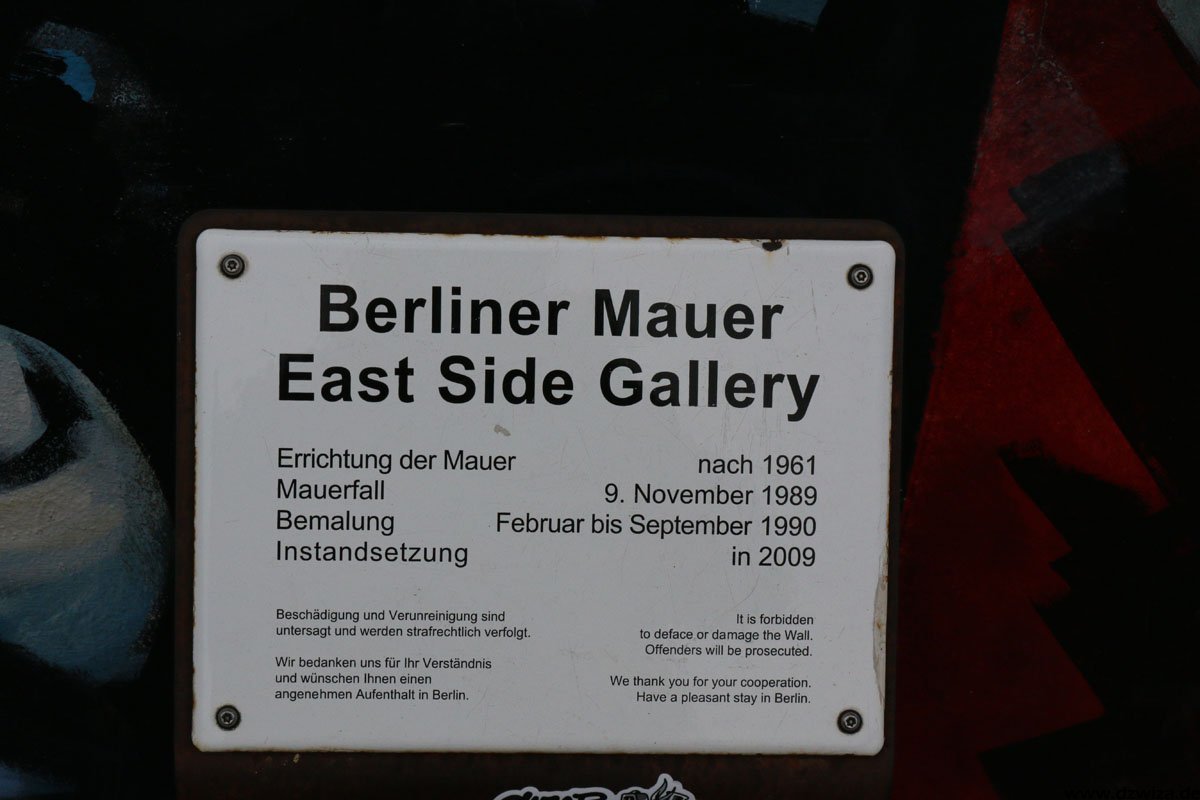 Berliner Mauer
East Side Gallery
Errichtung der Mauer nach 1961
Mauerfall 9. November 1989
Bemalung Februar bis September 1990
Instandsetzung in 2009
Beschädigung und Verunreinigung sind
untersagt und werden strafrechtlich verfolgt.
Wir bedanken uns für Ihr Verständnis
und wünschen Ihnen einen
angenehmen Aufenthalt in Berlin.
It is forbidden
to deface or damage the Wall.
Offenders will be prosecuted.
We thank you for your cooperation.
Have a pleasant stay in Berlin.
www.dzwiza.de